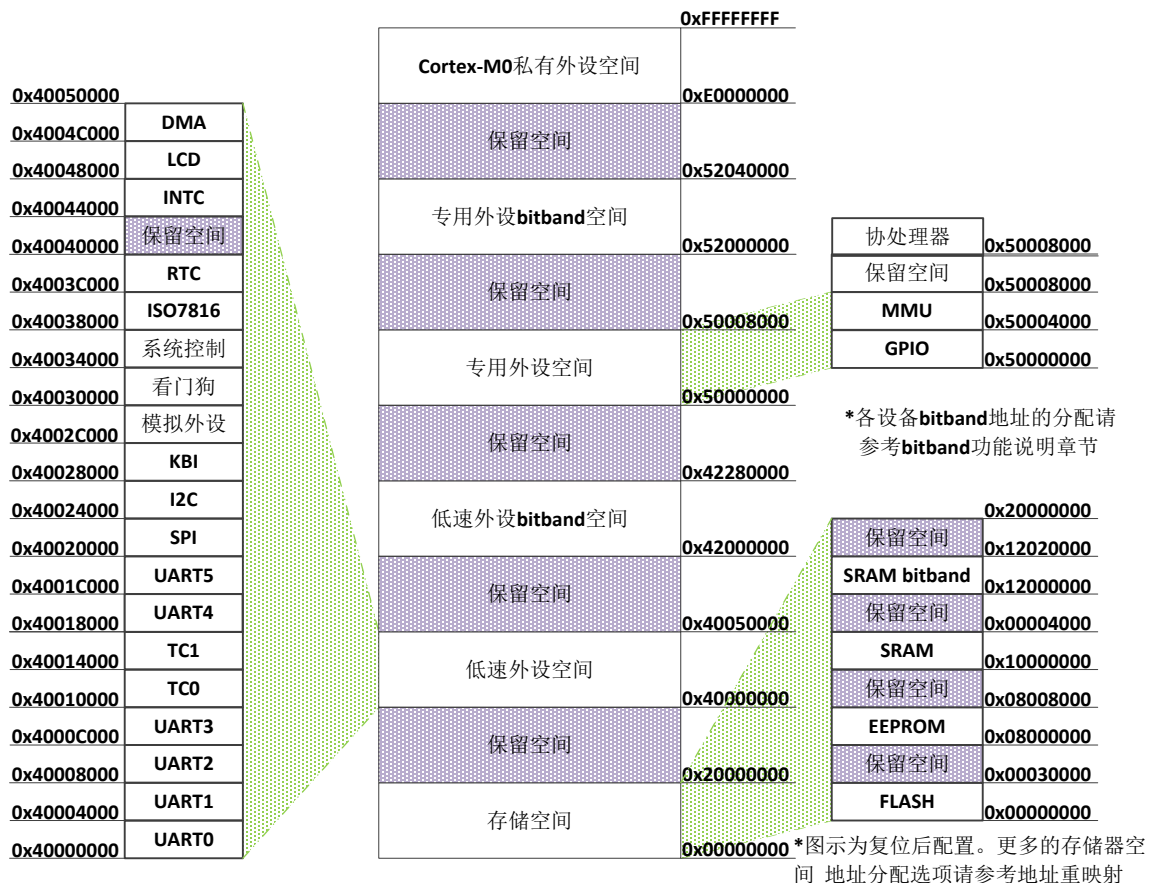 0xFFFFFFFF
Cortex-M0私有外设空间
0xE0000000
保留空间
0x52040000
专用外设bitband空间
0x52000000
保留空间
0x50008000
专用外设空间
0x50000000
保留空间
0x42280000
低速外设bitband空间
0x42000000
保留空间
0x40050000
低速外设空间
0x40000000
保留空间
0x20000000
存储空间
0x00000000
0x40050000
DMA
0x4004C000
LCD
0x40048000
INTC
0x40044000
保留空间
0x40040000
RTC
0x4003C000
ISO7816
0x40038000
系统控制
0x40034000
看门狗
0x40030000
模拟外设
0x4002C000
KBI
0x40028000
I2C
0x40024000
SPI
0x40020000
UART5
0x4001C000
UART4
0x40018000
TC1
0x40014000
TC0
0x40010000
UART3
0x4000C000
UART2
0x40008000
UART1
0x40004000
UART0
0x40000000
协处理器
0x50008000
保留空间
0x50008000
MMU
0x50004000
GPIO
0x50000000
*各设备bitband地址的分配请
参考bitband功能说明章节
0x20000000
保留空间
0x12020000
SRAM bitband
0x12000000
保留空间
0x00004000
SRAM
0x10000000
保留空间
0x08008000
EEPROM
0x08000000
保留空间
0x00030000
FLASH
0x00000000
*图示为复位后配置。更多的存储器空
间 地址分配选项请参考地址重映射